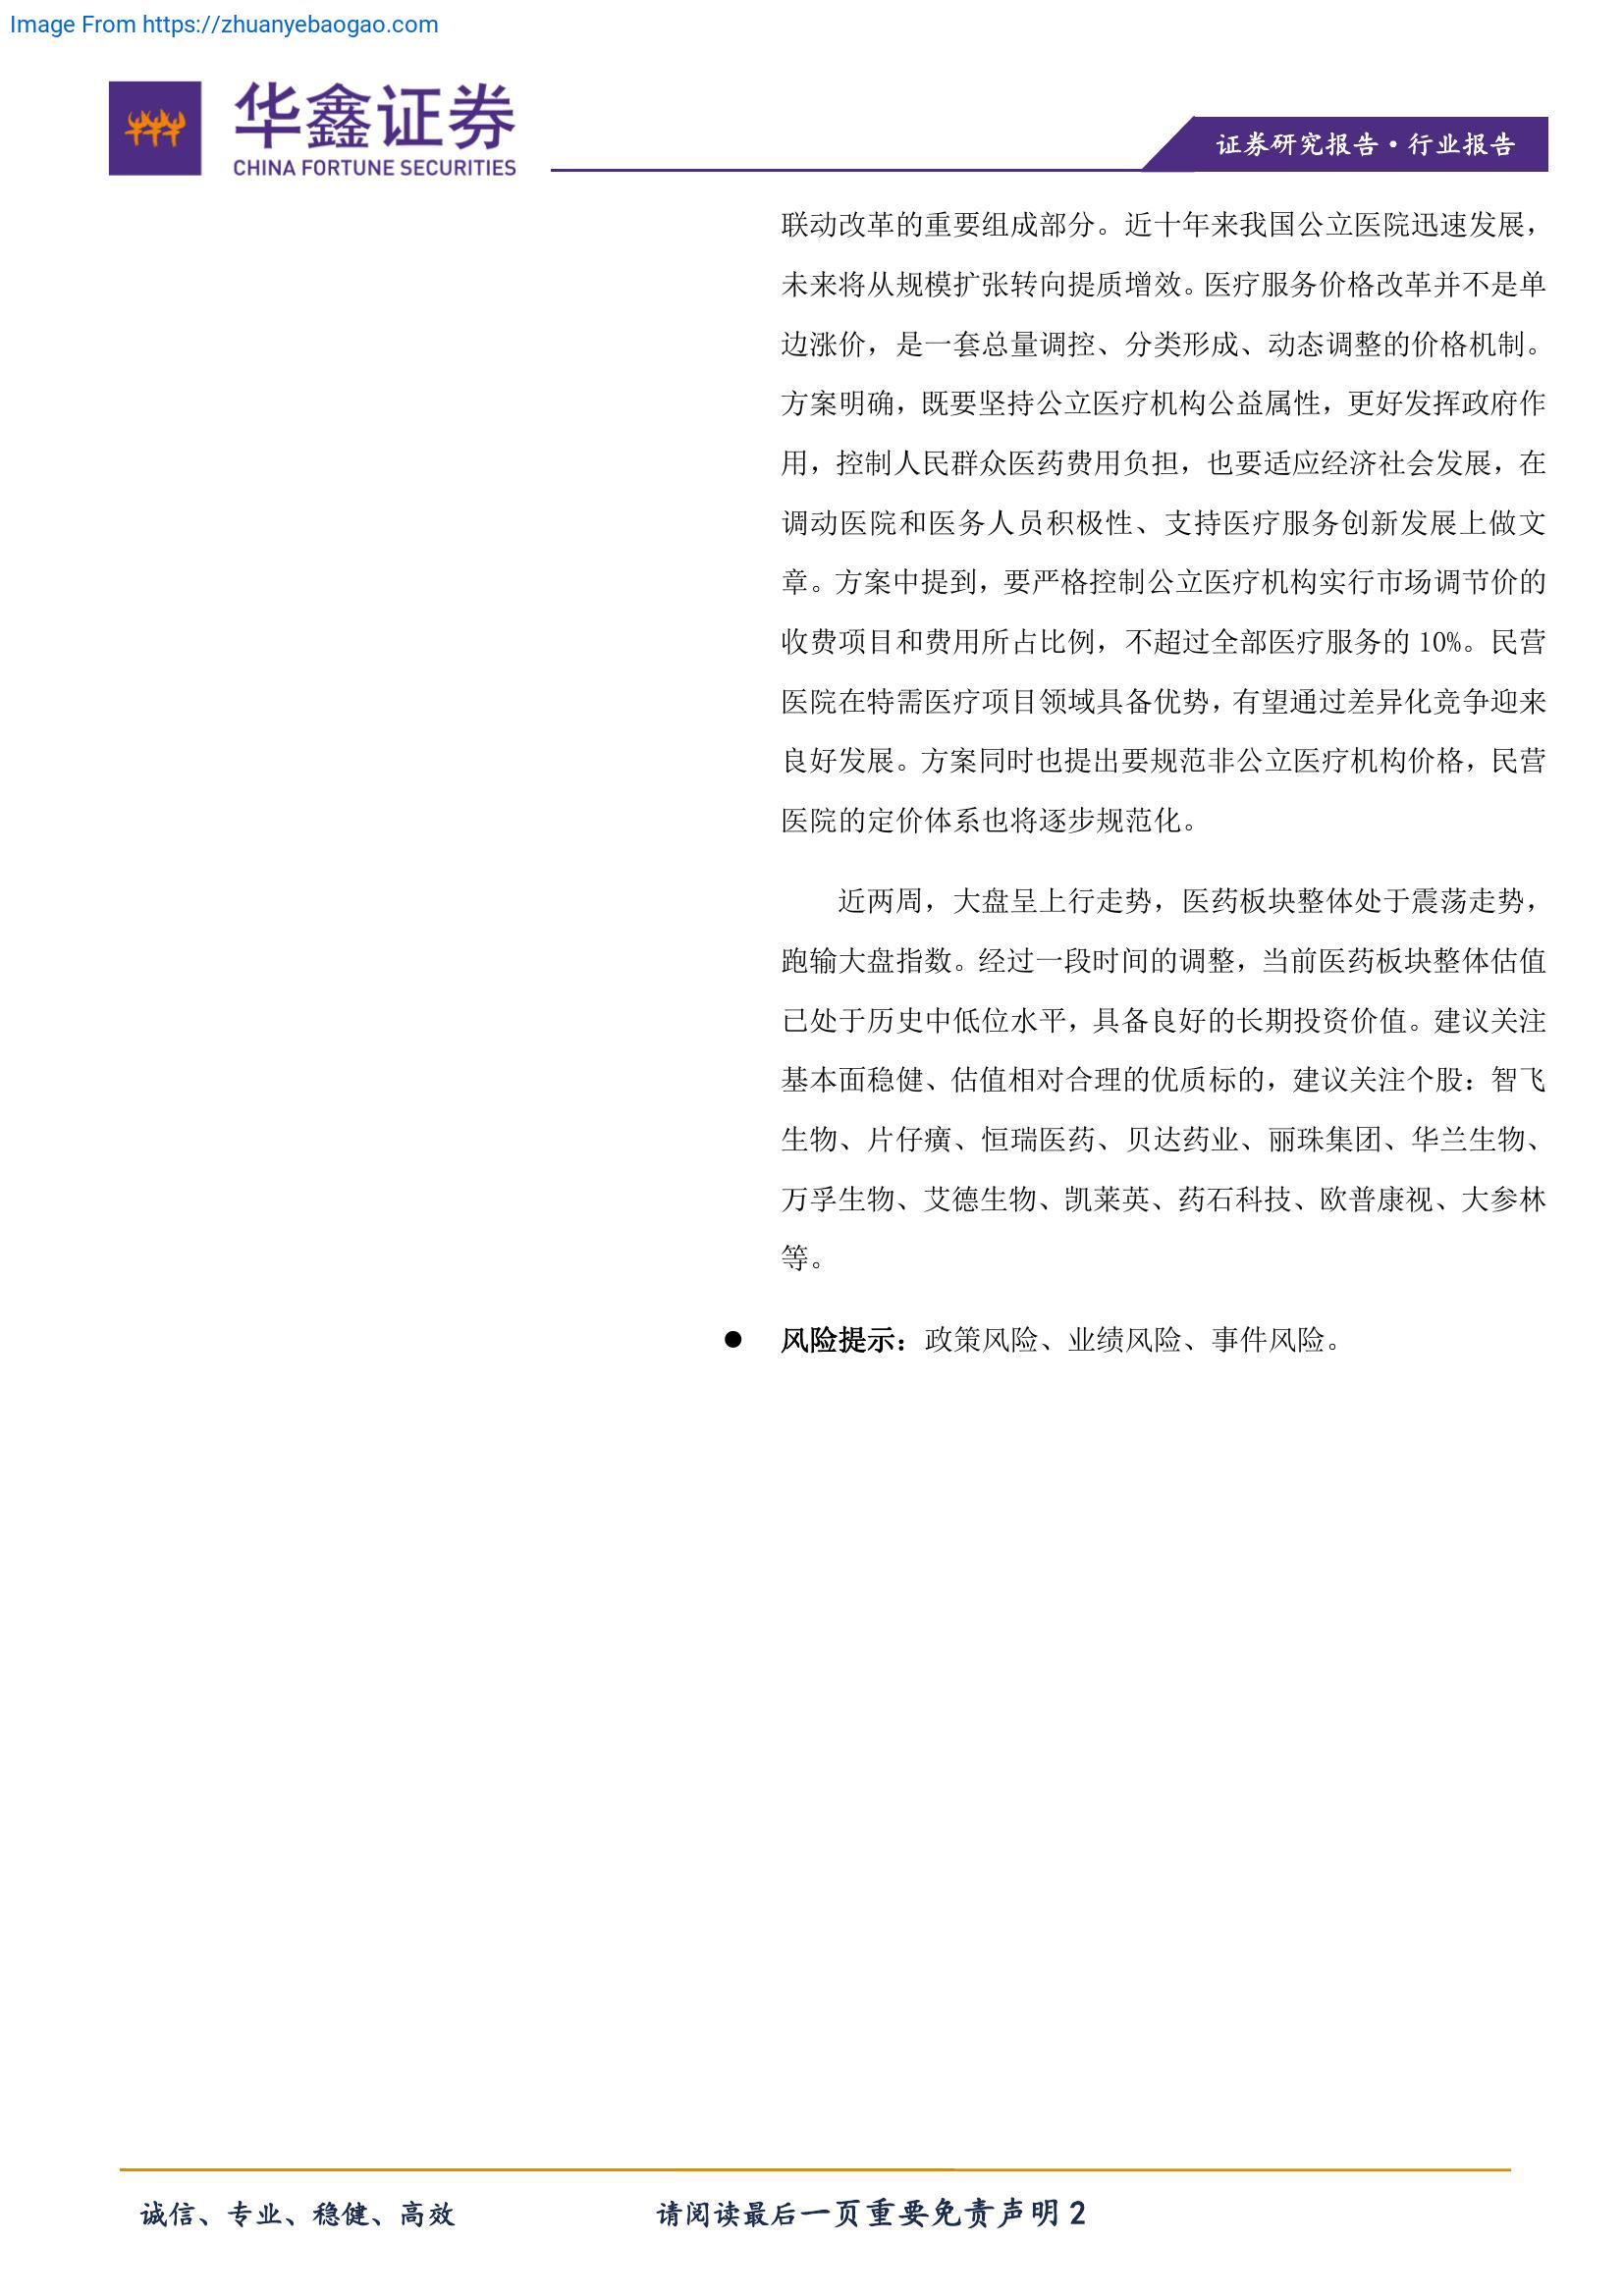 Image From https://zhuanyebaogao.com
华鑫证券
CHINA FORTUNE SECURITIES
证券研究报告·行业报告
联动改革的重要组成部分。近十年来我国公立医院迅速发展，
未来将从规模扩张转向提质增效。医疗服务价格改革并不是单
边涨价，是一套总量调控、分类形成、动态调整的价格机制。
方案明确，既要坚持公立医疗机构公益属性，更好发挥政府作
用，控制人民群众医药费用负担，也要适应经济社会发展，在
调动医院和医务人员积极性、支持医疗服务创新发展上做文
章。方案中提到，要严格控制公立医疗机构实行市场调节价的
收费项目和费用所占比例，不超过全部医疗服务的 10%。民营
医院在特需医疗项目领域具备优势，有望通过差异化竞争迎来
良好发展。方案同时也提出要规范非公立医疗机构价格，民营
医院的定价体系也将逐步规范化。
近两周，大盘呈上行走势，医药板块整体处于震荡走势，
跑输大盘指数。经过一段时间的调整，当前医药板块整体估值
已处于历史中低位水平，具备良好的长期投资价值。建议关注
基本面稳健、估值相对合理的优质标的，建议关注个股：智飞
生物、片仔癀、恒瑞医药、贝达药业、丽珠集团、华兰生物、
万孚生物、艾德生物、凯莱英、药石科技、欧普康视、大参林
等。
● 风险提示：政策风险、业绩风险、事件风险。
诚信、专业、稳健、高效
请阅读最后一页重要免责声明 2